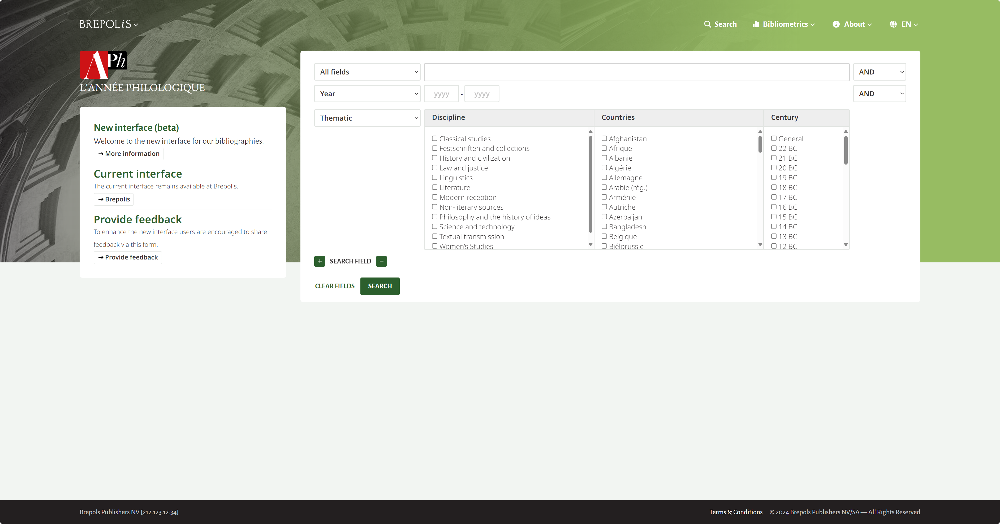 BREPOLiS
Search
Bibliometrics
About
EN
APh
L'ANNÉE PHILOLOGIQUE
New interface (beta)
Welcome to the new interface for our bibliographies.
→ More information
Current interface
The current interface remains available at Brepolis.
→ Brepolis
Provide feedback
To enhance the new interface users are encouraged to share
feedback via this form.
→ Provide feedback
All fields
AND
Year
yyyy - yyyy
AND
Thematic
Discipline
Classical studies
Festschriften and collections
History and civilization
Law and justice
Linguistics
Literature
Modern reception
Non-literary sources
Philosophy and the history of ideas
Science and technology
Textual transmission
Women's Studies
Countries
Afghanistan
Afrique
Albanie
Algérie
Allemagne
Arabie (rég.)
Arménie
Autriche
Azerbaijan
Bangladesh
Belgique
Biélorussie
Century
General
22 BC
21 BC
20 BC
19 BC
18 BC
17 BC
16 BC
15 BC
14 BC
13 BC
12 BC
+ SEARCH FIELD −
CLEAR FIELDS
SEARCH
Brepols Publishers NV [212.123.12.34]
Terms & Conditions
© 2024 Brepols Publishers NV/SA — All Rights Reserved